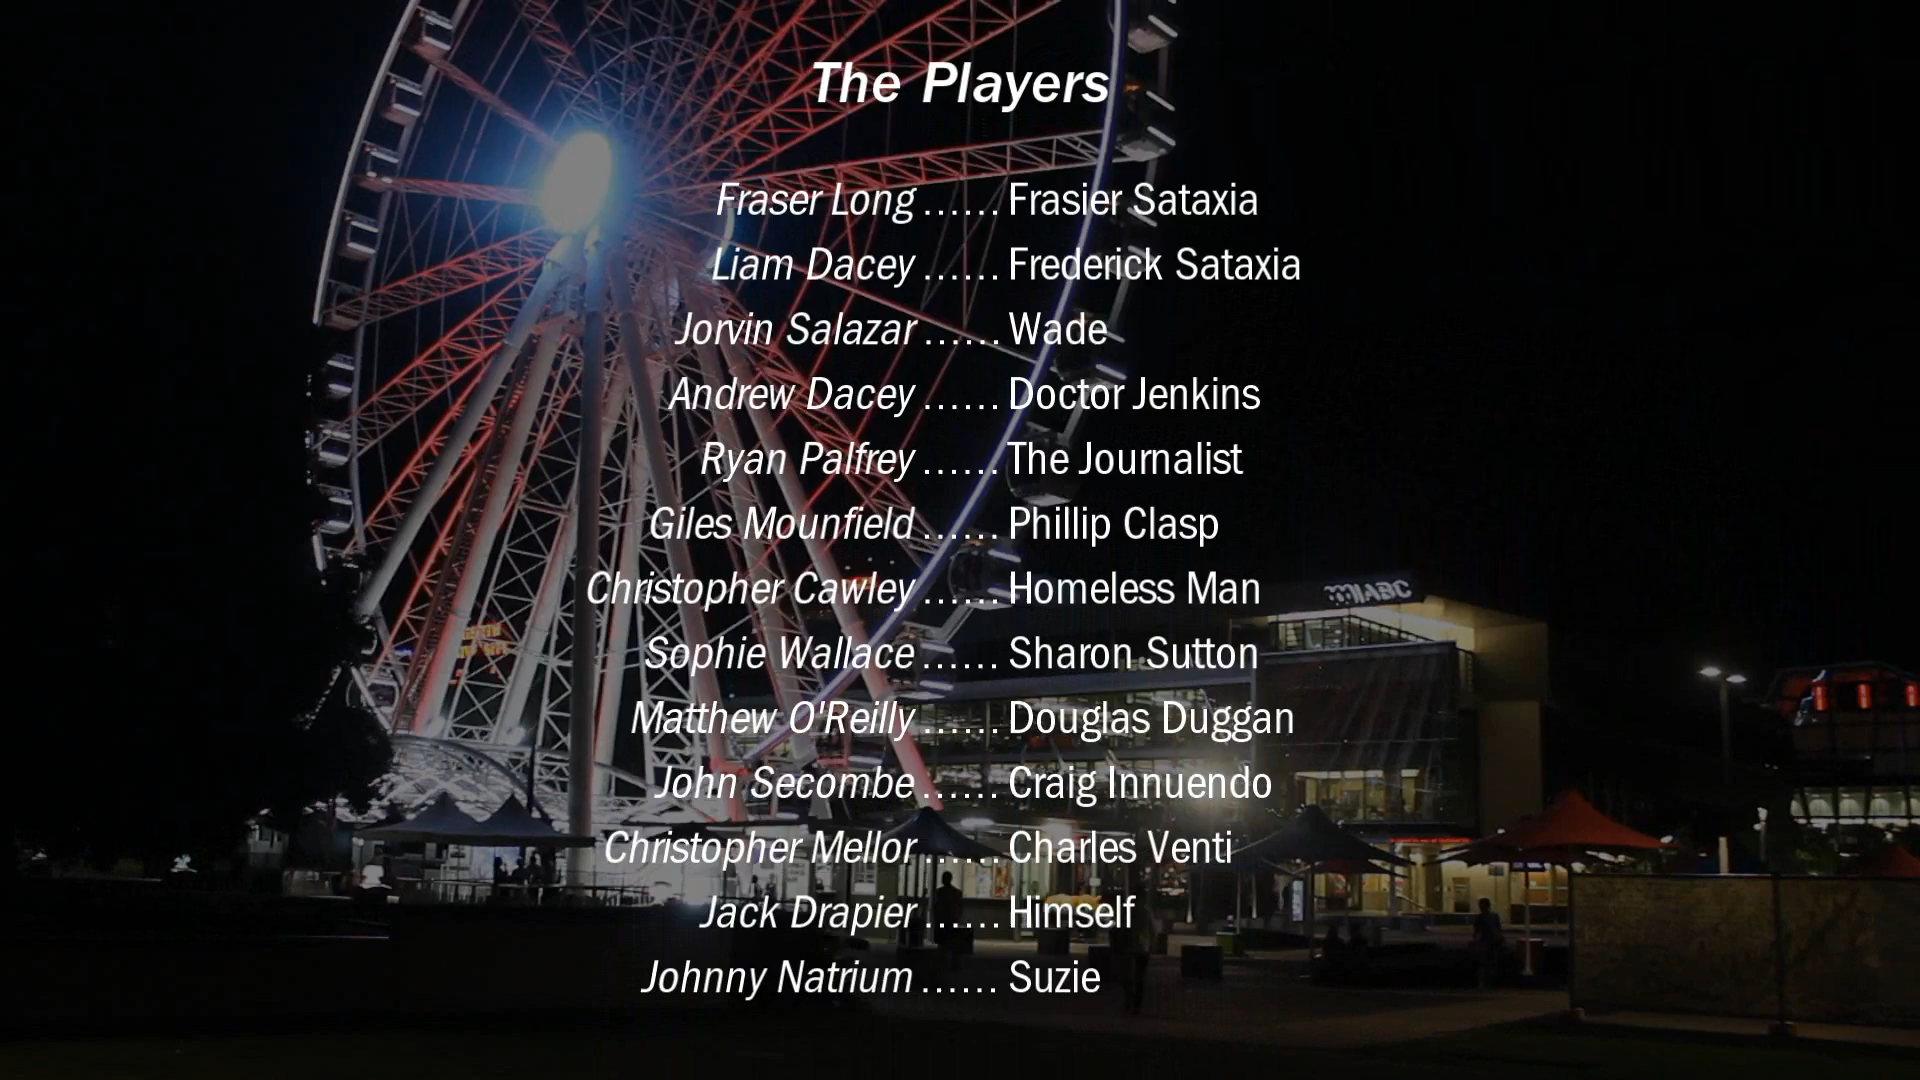 The Players
Fraser Long ...... Frasier Sataxia
Liam Dacey ...... Frederick Sataxia
Jorvin Salazar ...... Wade
Andrew Dacey ...... Doctor Jenkins
Ryan Palfrey ...... The Journalist
Giles Mounfield ...... Phillip Clasp
Christopher Cawley ...... Homeless Man
Sophie Wallace ...... Sharon Sutton
Matthew O'Reilly ...... Douglas Duggan
John Secombe ...... Craig Innuendo
Christopher Mellor ...... Charles Venti
Jack Drapier ...... Himself
Johnny Natrium ...... Suzie
ABC